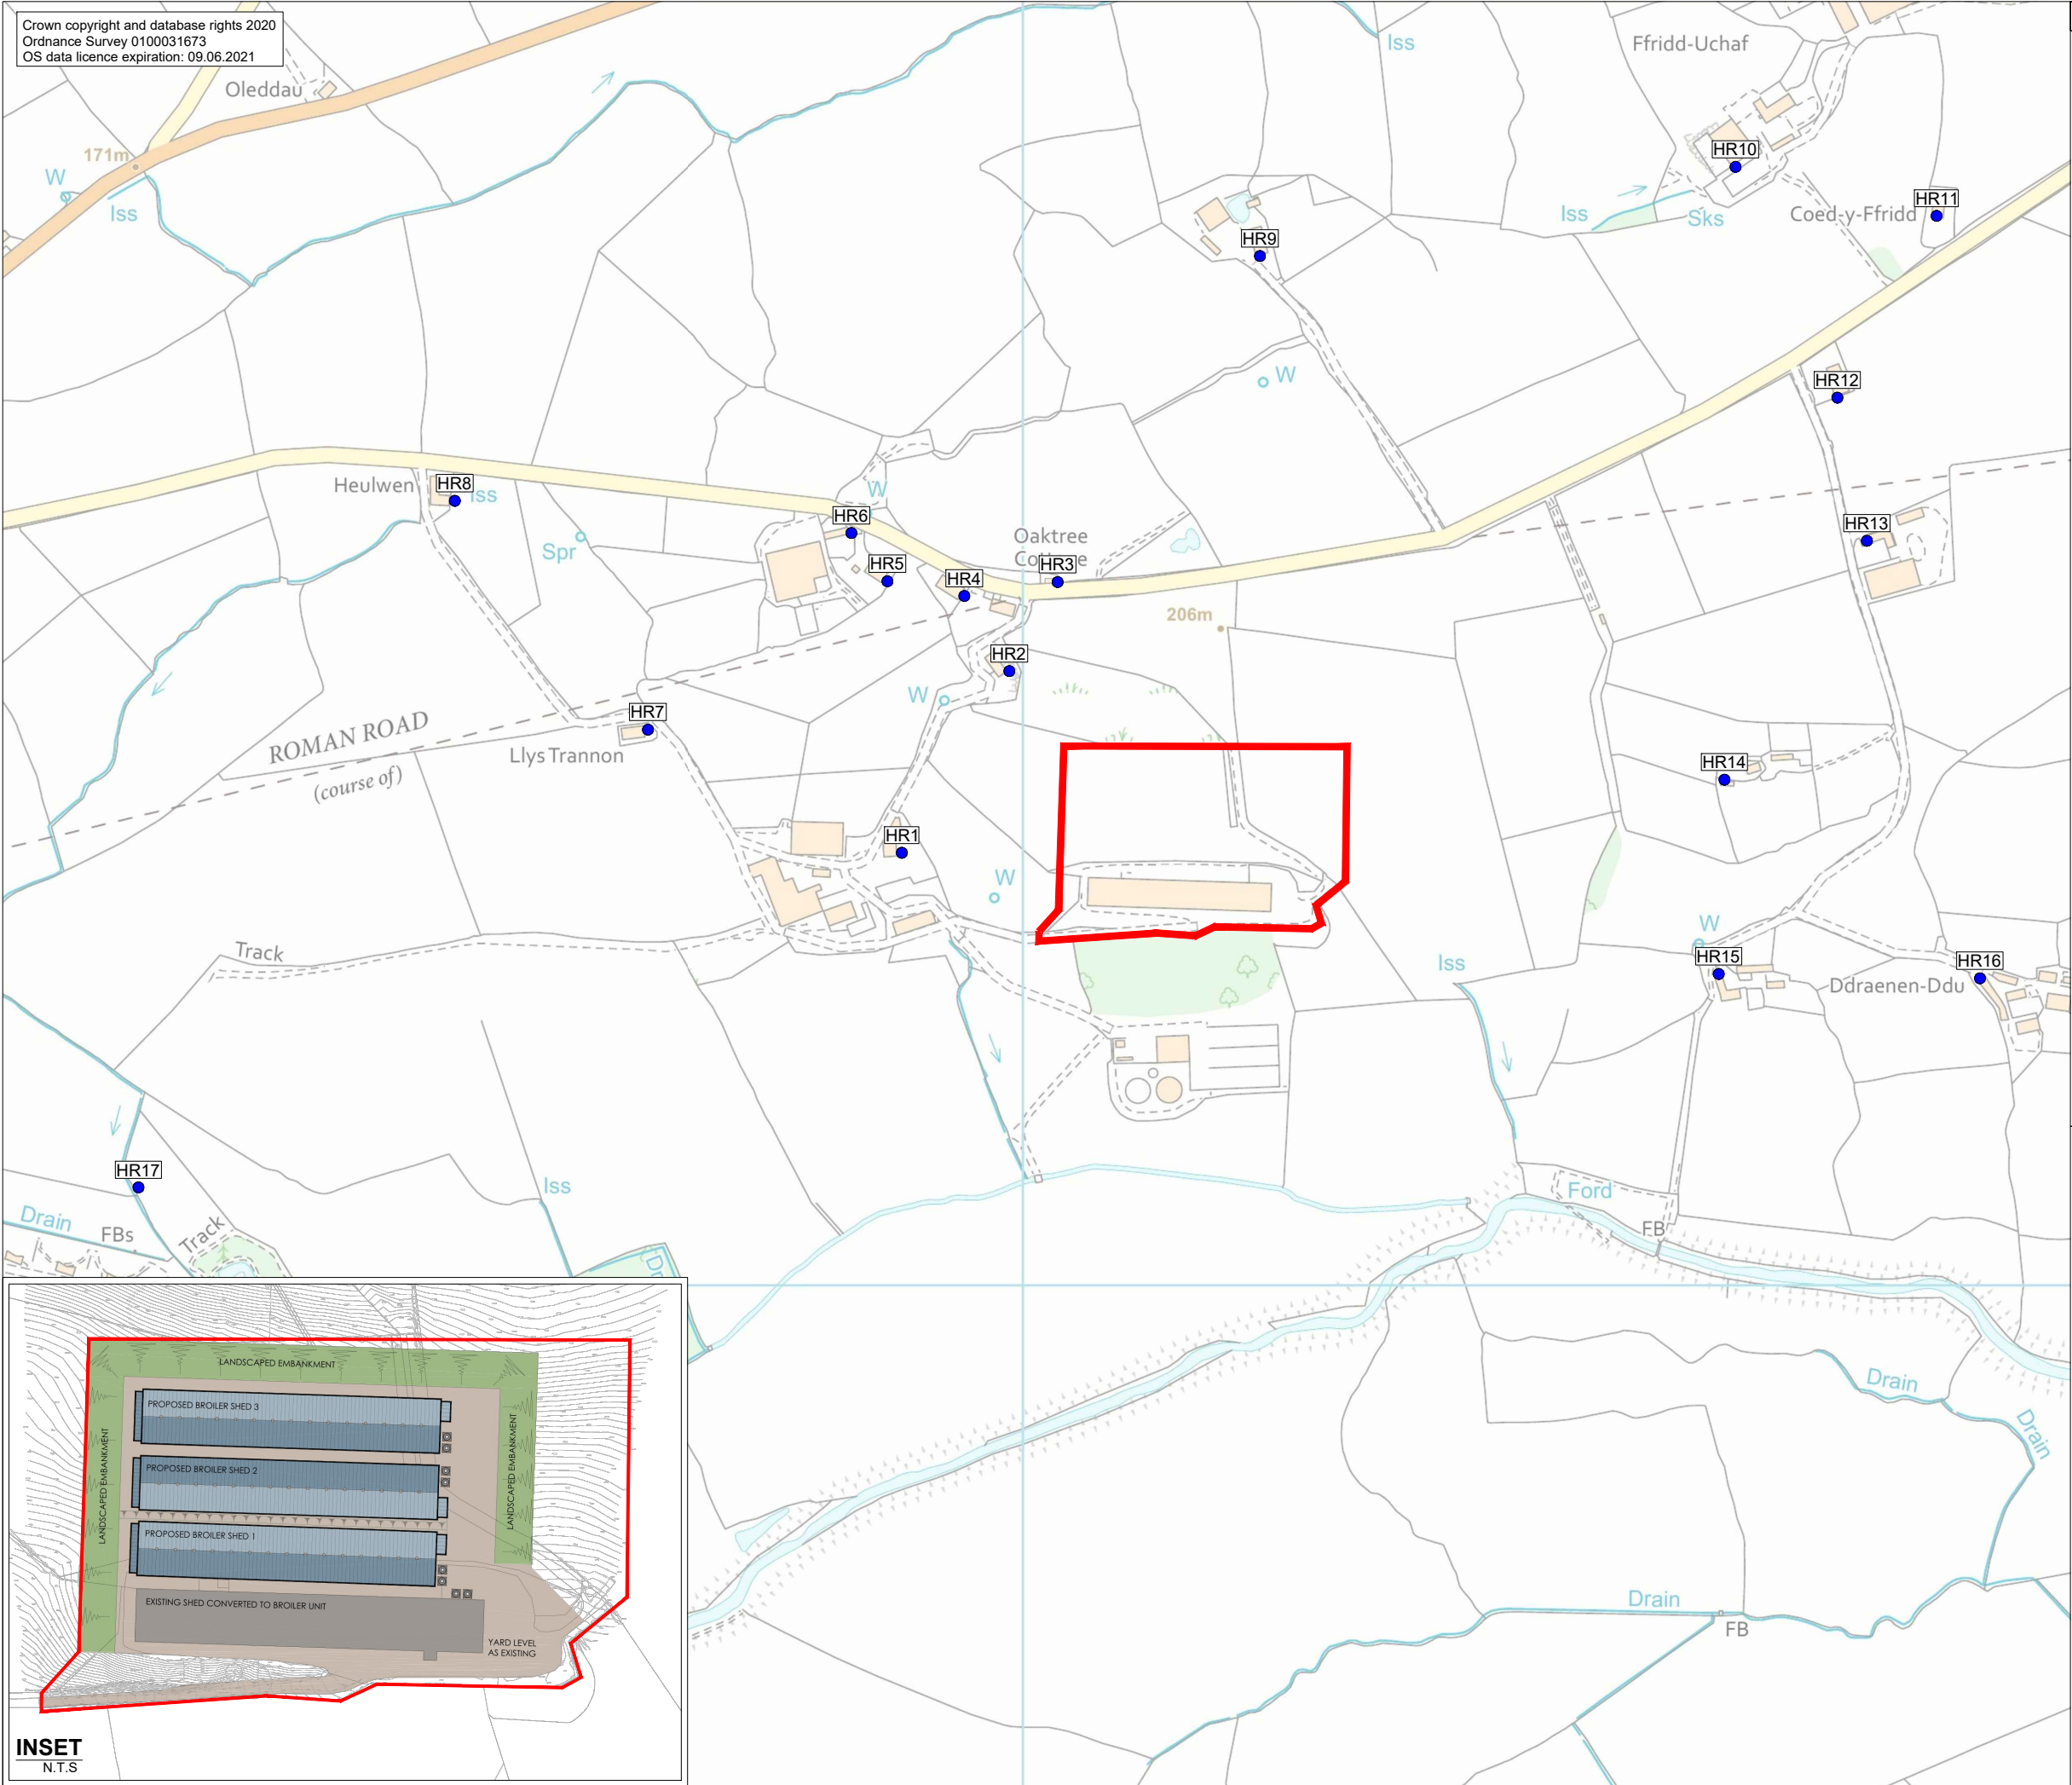 Crown copyright and database rights 2020
Ordnance Survey 0100031673
OS data licence expiration: 09.06.2021
Iss
Ffridd-Uchaf
Oleddau
171m
W
Iss
HR10
HR11
Iss
Sks
Coed-y-Ffridd
HR9
W
HR12
Heulwen
HR8
Iss
W
HR6
Spr
Oaktree
Cottage
HR13
HR5
HR4
HR3
206m
HR2
W
HR7
ROMAN ROAD
(course of)
Llys Trannon
HR14
HR1
W
W
Track
Iss
HR15
HR16
Ddraenen-Ddu
HR17
Iss
Ford
Drain
FBs
Track
FB
LANDSCAPED EMBANKMENT
PROPOSED BROILER SHED 3
LANDSCAPED EMBANKMENT
LANDSCAPED EMBANKMENT
PROPOSED BROILER SHED 2
PROPOSED BROILER SHED 1
EXISTING SHED CONVERTED TO BROILER UNIT
YARD LEVEL
AS EXISTING
INSET
N.T.S
Drain
Drain
Drain
FB